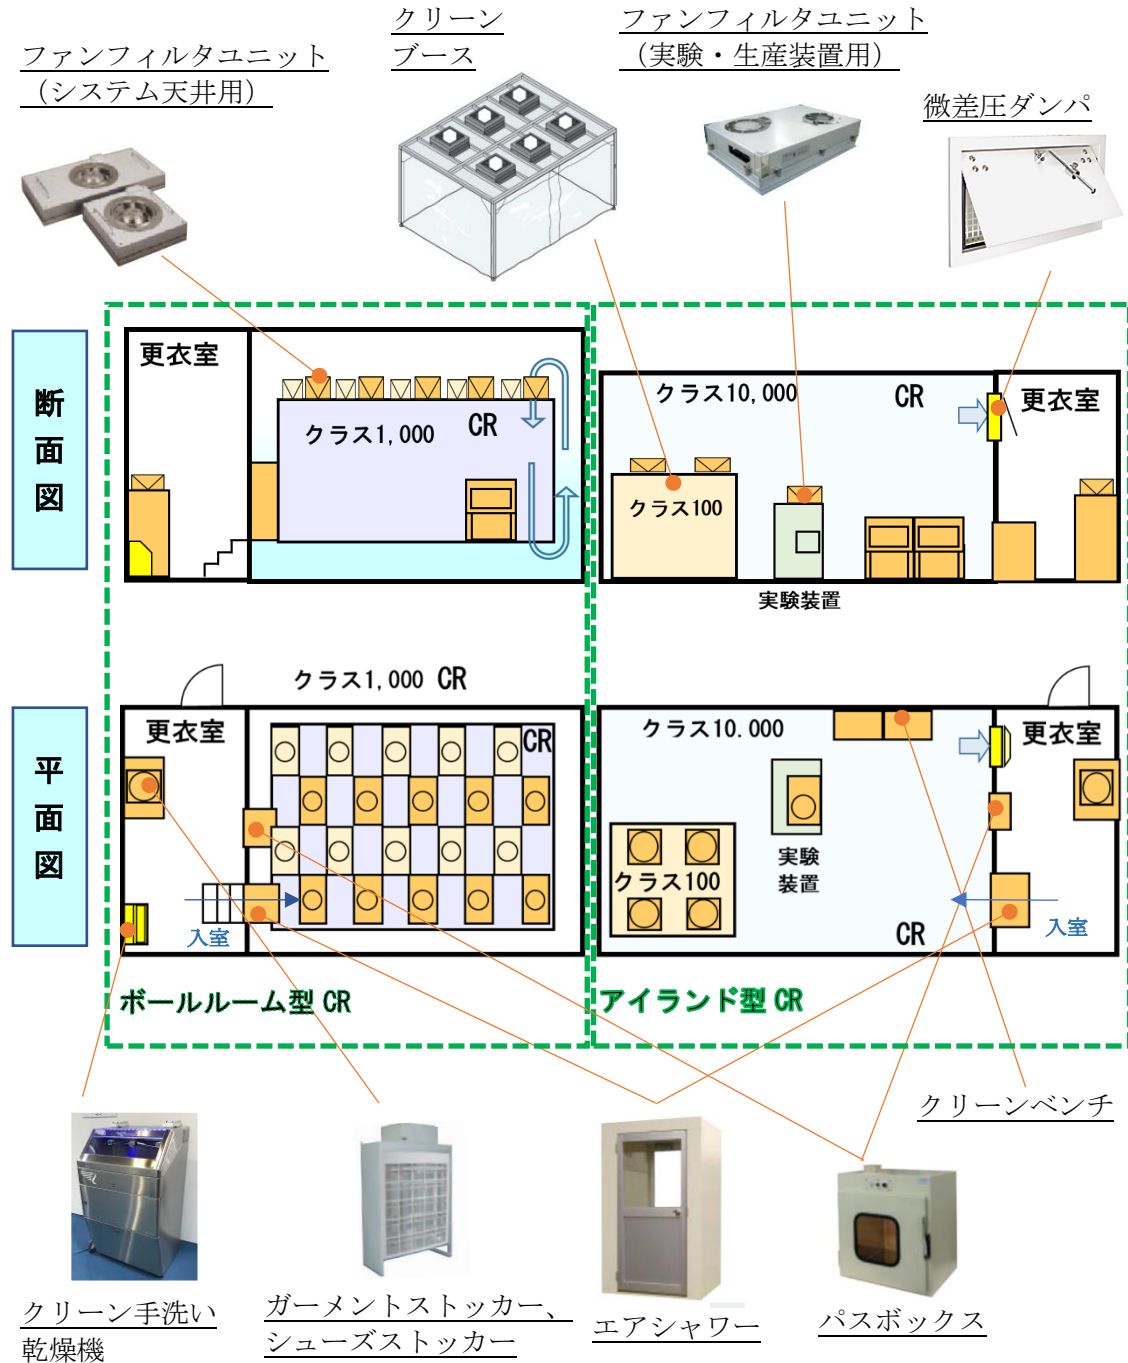 ファンフィルタユニット
（システム天井用）
クリーン
ブース
ファンフィルタユニット
（実験・生産装置用）
微差圧ダンパ
断面図
更衣室
クラス1,000
CR
クラス10,000
CR
更衣室
クラス100
実験装置
平面図
クラス1,000 CR
更衣室
CR
入室
ボールルーム型 CR
クラス10.000
更衣室
実験
装置
クラス100
CR
入室
アイランド型 CR
クリーンベンチ
クリーン手洗い
乾燥機
ガーメントストッカー、
シューズストッカー
エアシャワー
パスボックス